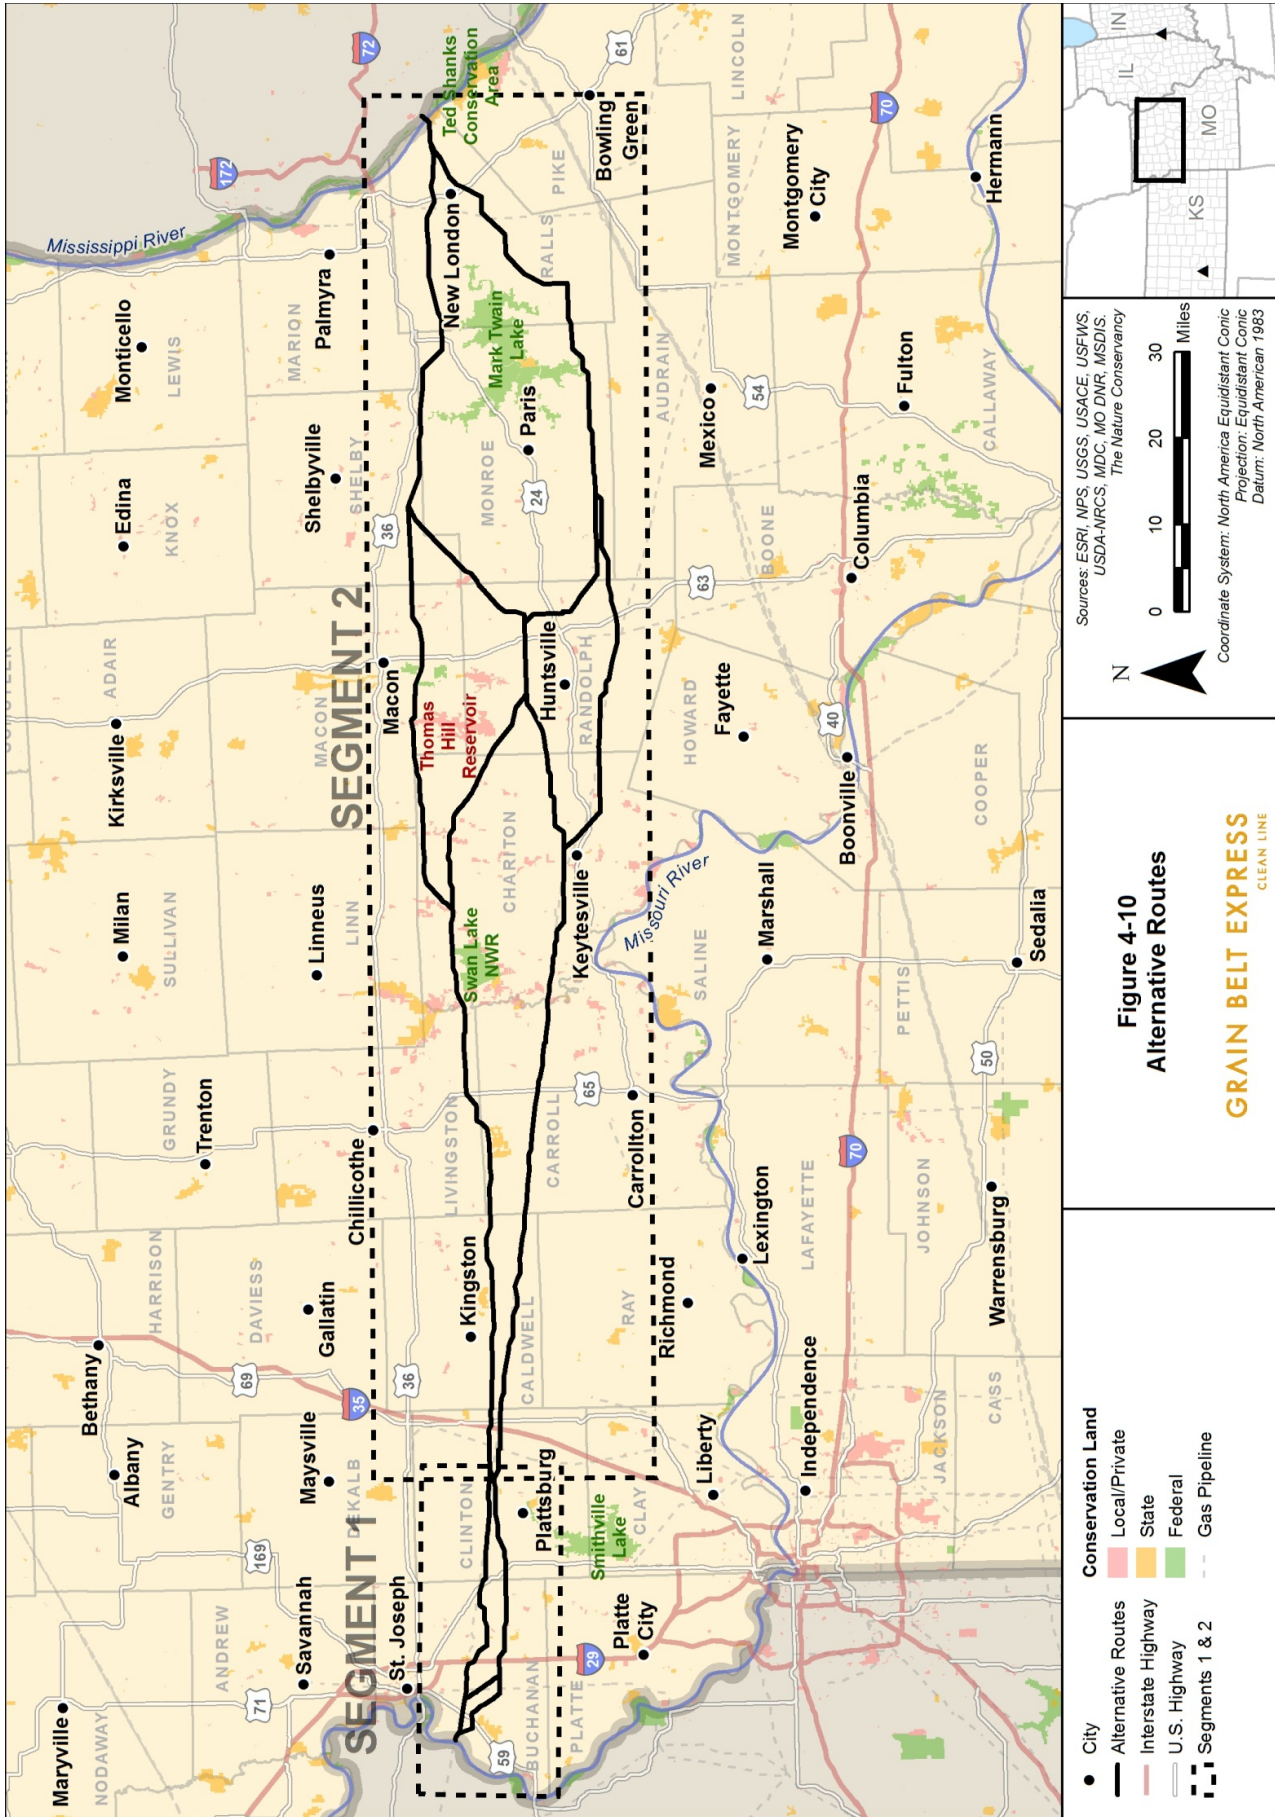 Maryville
NODAWAY
71
ANDREW
Savannah
St. Joseph
SEGMENT 1
59
BUCHANAN
PLATTE
29
Platte
City
Albany
GENTRY
169
Maysville
DEKALB
CLINTON
Plattsburg
Smithville
Lake
CLAY
Liberty
Independence
JACKSON
CASS
Bethany
HARRISON
69
35
DAVIESS
Gallatin
36
Kingston
CALDWELL
RAY
Richmond
Lexington
LAFAYETTE
70
JOHNSON
Warrensburg
50
GRUNDY
Trenton
Chillicothe
LIVINGSTON
CARROLL
65
Carrollton
Milan
SULLIVAN
Linneus
LINN
Swan Lake
NWR
CHARITON
Keytesville
Missouri River
SALINE
Marshall
PETTIS
Sedalia
Kirksville
ADAIR
SEGMENT 2
MACON
Macon
Thomas
Hill
Reservoir
Huntsville
RANDOLPH
HOWARD
Fayette
40
Boonville
COOPER
Edina
KNOX
Shelbyville
SHELBY
36
MONROE
24
Paris
63
BOONE
Columbia
Monticello
LEWIS
MARION
Palmyra
New London
Mark Twain
Lake
RALLS
AUDRAIN
Mexico
54
Fulton
CALLAWAY
Mississippi River
172
72
Ted Shanks
Conservation
Area
PIKE
61
Bowling
Green
LINCOLN
MONTGOMERY
Montgomery
City
70
Hermann
City
Alternative Routes
Interstate Highway
U.S. Highway
Segments 1 & 2
Conservation Land
Local/Private
State
Federal
Gas Pipeline
Figure 4-10
Alternative Routes
GRAIN BELT EXPRESS
CLEAN LINE
Sources: ESRI, NPS, USGS, USACE, USFWS,
USDA-NRCS, MDC, MO DNR, MSDIS.
The Nature Conservancy
N
0 10 20 30
Miles
Coordinate System: North America Equidistant Conic
Projection: Equidistant Conic
Datum: North American 1983
KS
MO
IL
IN